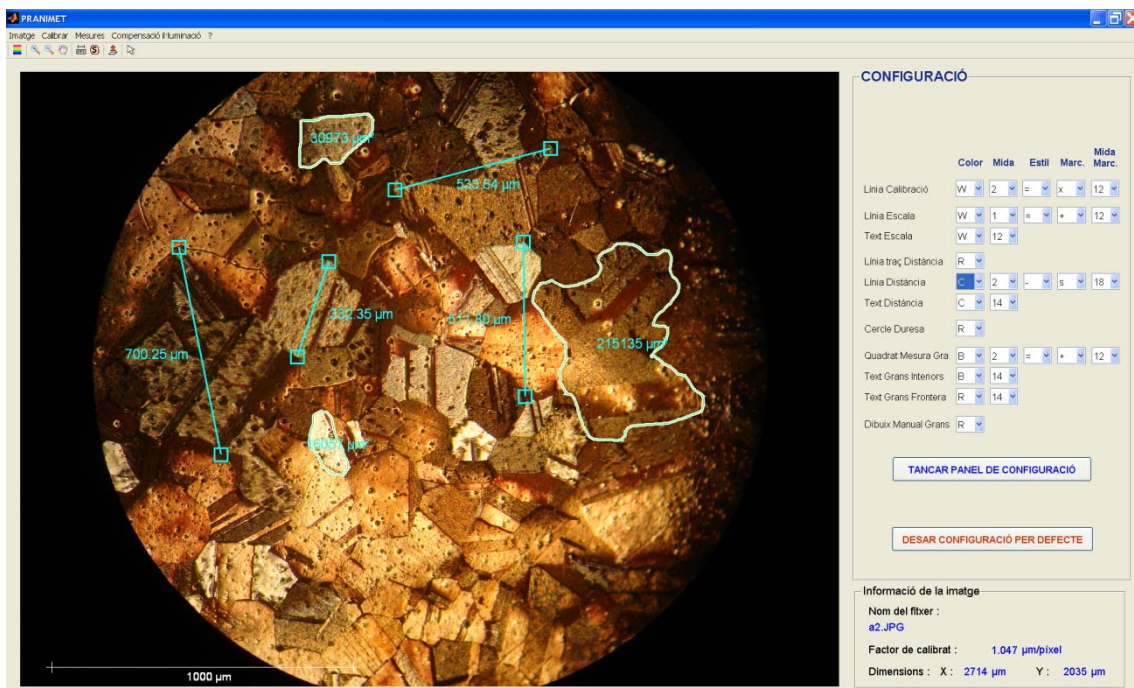 PRANIMET
Imatge Calibrar Mesures Compensació il·luminació ?
30973 µm²
533.64 µm
332.35 µm
511.80 µm
700.25 µm
215135 µm²
1000 µm
CONFIGURACIÓ
Color Mida Estil Marc. Mida Marc.
Línia Calibració W 2 = x 12
Línia Escala W 1 = + 12
Text Escala W 12
Línia traç Distància R
Línia Distància C 2 - s 18
Text Distància C 14
Cercle Duresa R
Quadrat Mesura Gra B 2 = + 12
Text Grans Interiors B 14
Text Grans Frontera R 14
Dibuix Manual Grans R
TANCAR PANEL DE CONFIGURACIÓ
DESAR CONFIGURACIÓ PER DEFECTE
Informació de la imatge
Nom del fitxer :
a2.JPG
Factor de calibrat : 1.047 µm/píxel
Dimensions : X : 2714 µm Y : 2035 µm